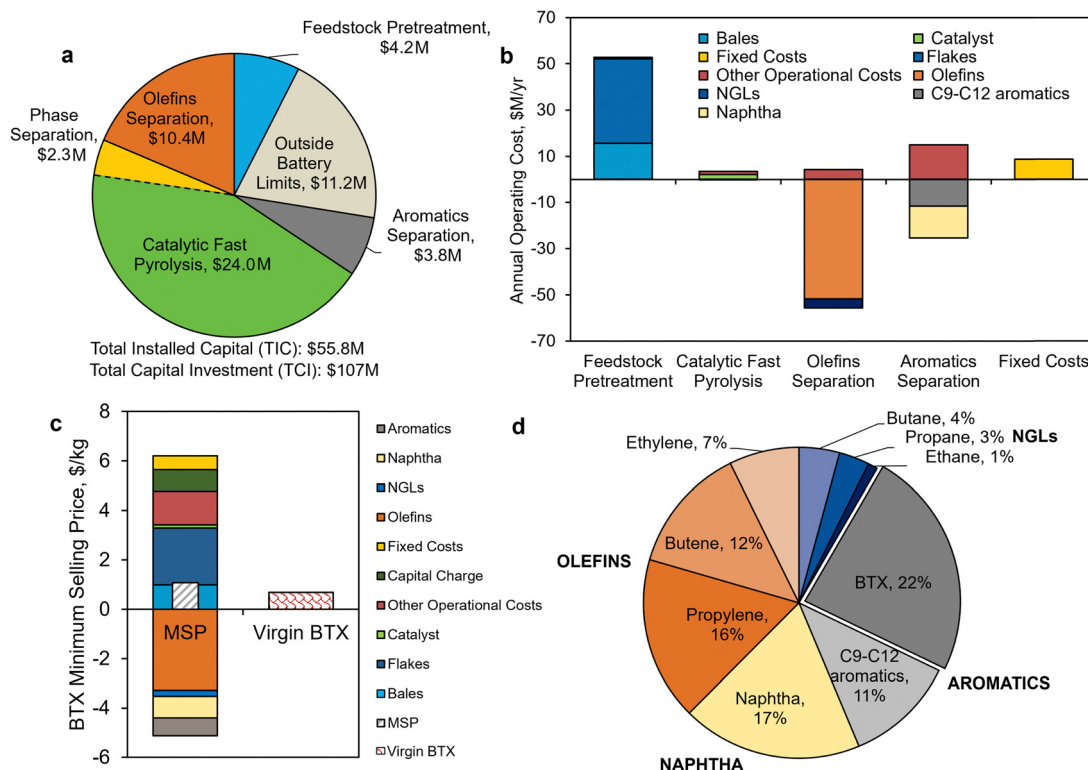 a
Feedstock Pretreatment,
$4.2M
Olefins
Separation,
$10.4M
Phase
Separation,
$2.3M
Outside
Battery
Limits, $11.2M
Aromatics
Separation,
$3.8M
Catalytic Fast
Pyrolysis, $24.0M
Total Installed Capital (TIC): $55.8M
Total Capital Investment (TCI): $107M
b
Annual Operating Cost, $M/yr
70
50
30
10
-10
-30
-50
-70
Bales
Catalyst
Fixed Costs
Flakes
Other Operational Costs
Olefins
NGLs
C9-C12 aromatics
Naphtha
Feedstock
Pretreatment
Catalytic Fast
Pyrolysis
Olefins
Separation
Aromatics
Separation
Fixed Costs
c
BTX Minimum Selling Price, $/kg
8
6
4
2
0
-2
-4
-6
MSP
Virgin BTX
Aromatics
Naphtha
NGLs
Olefins
Fixed Costs
Capital Charge
Other Operational Costs
Catalyst
Flakes
Bales
MSP
Virgin BTX
d
Butane, 4%
Propane, 3% NGLs
Ethane, 1%
Ethylene, 7%
Butene, 12%
OLEFINS
BTX, 22%
Propylene,
16%
C9-C12
aromatics,
11%
AROMATICS
Naphtha,
17%
NAPHTHA